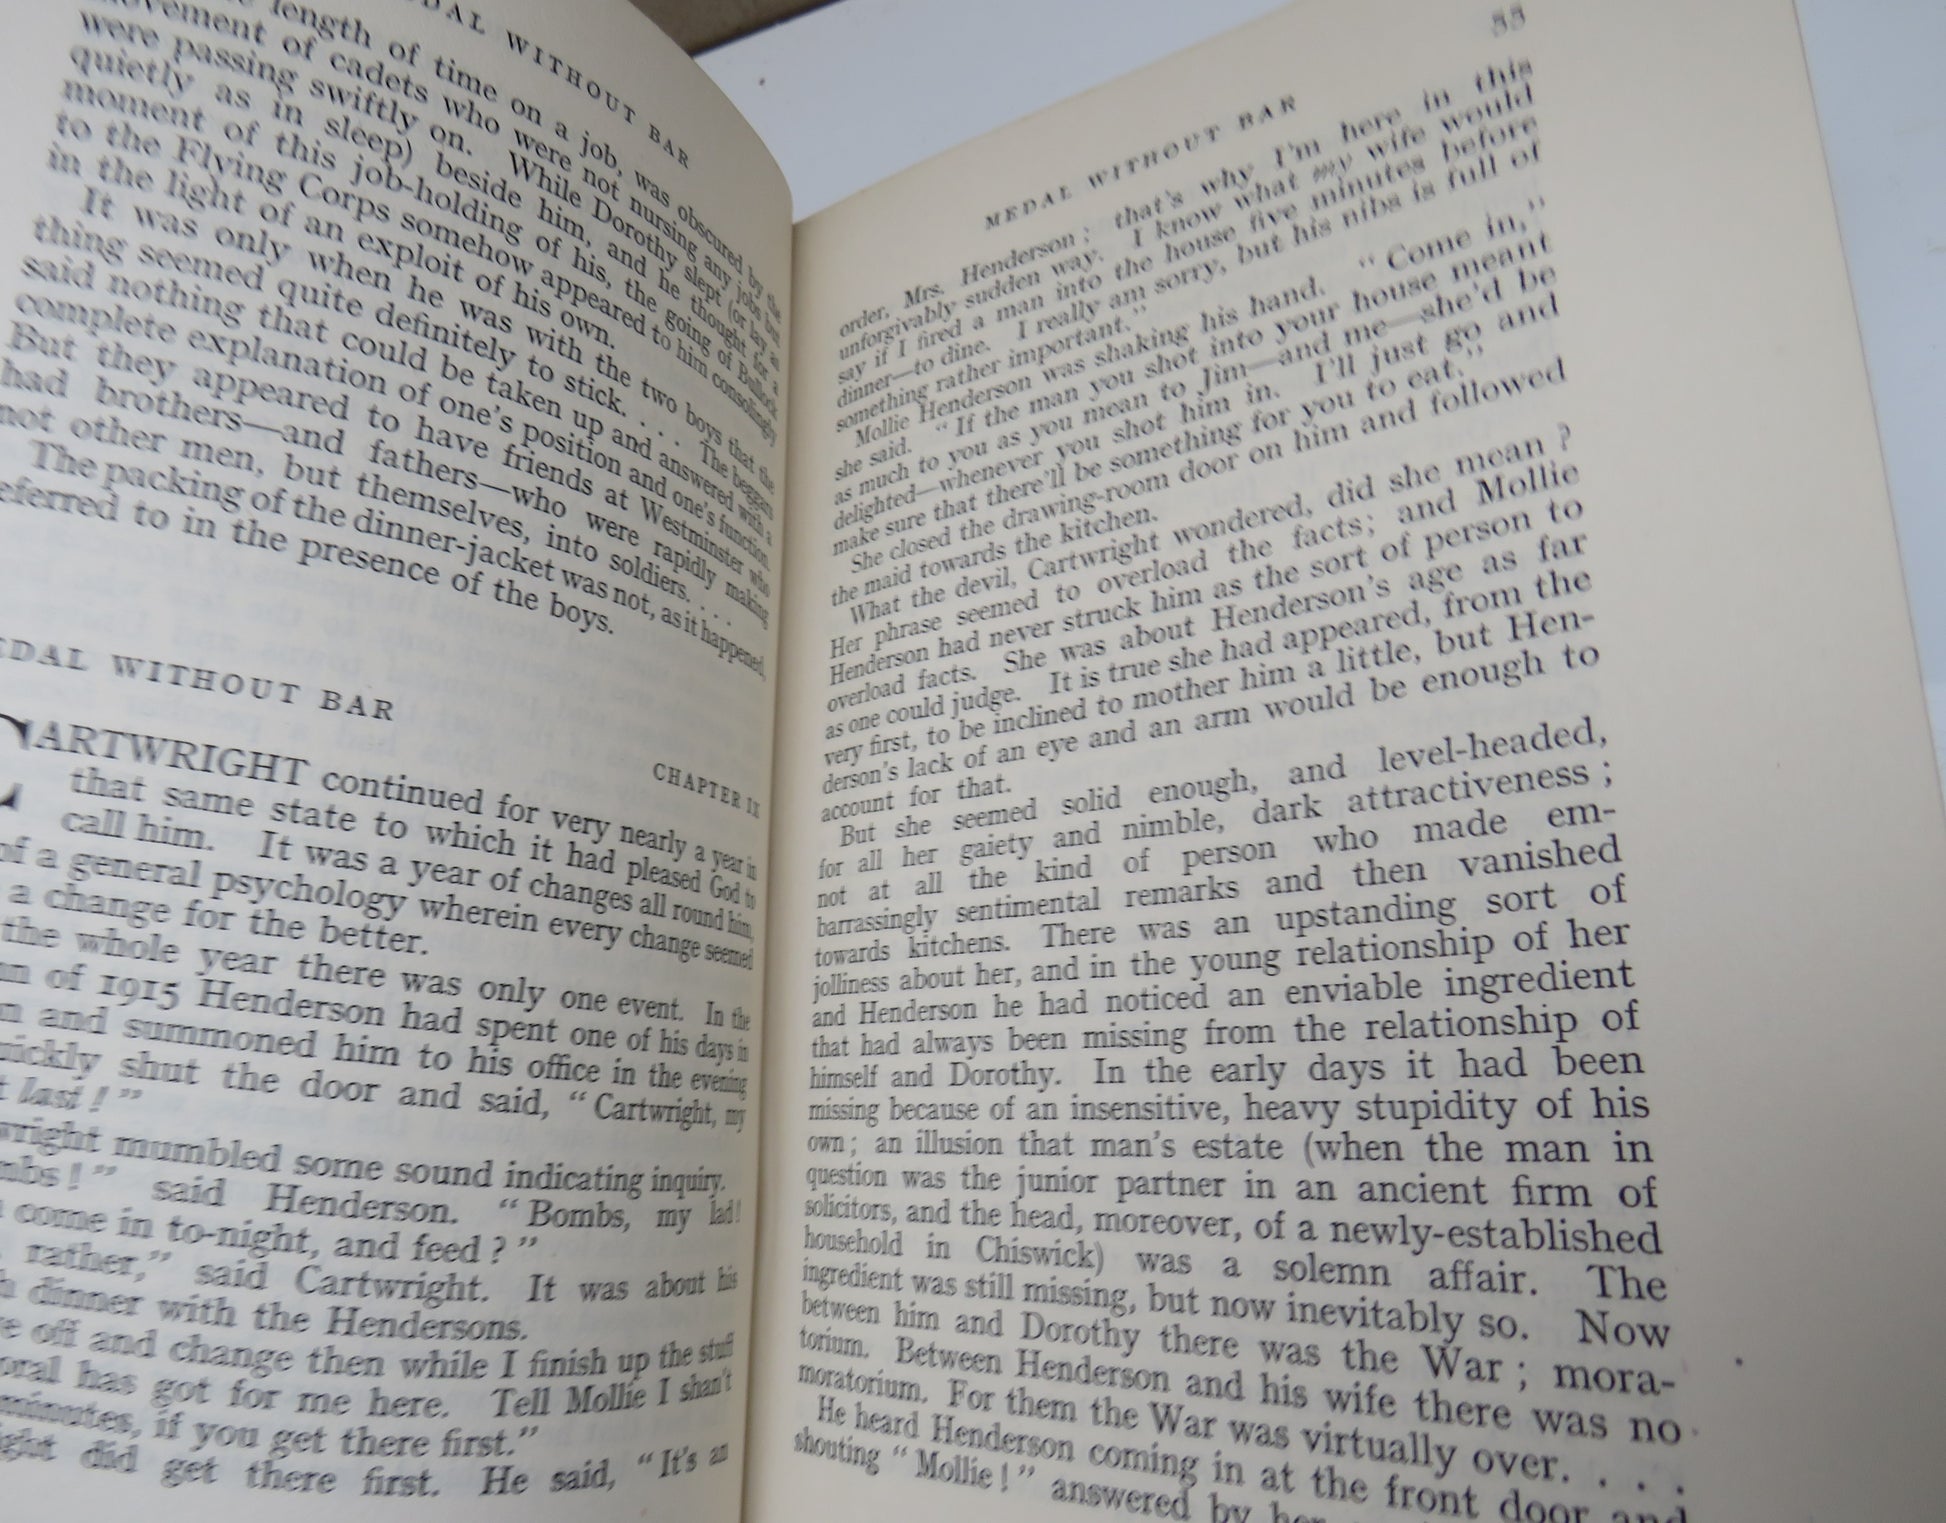 EDAL WITHOUT BAR
length of time on a job, was obscured by the
movement of cadets who were not nursing any jobs but
were passing swiftly on. While Dorothy slept (or lay as
quietly as in sleep) beside him, and he thought for a
moment of this job-holding of his, the going of Bullock
to the Flying Corps somehow appeared to him consolingly
in the light of an exploit of his own.
It was only when he was with the two boys that the
thing seemed quite definitely to stick. . . . The beggars
said nothing that could be taken up and answered with a
complete explanation of one's position and one's function.
But they appeared to have friends at Westminster who
had brothers—and fathers—who were rapidly making
not other men, but themselves, into soldiers. . . .
The packing of the dinner-jacket was not, as it happened,
eferred to in the presence of the boys.
EDAL WITHOUT BAR
CHAPTER II
CARTWRIGHT continued for very nearly a year in
that same state to which it had pleased God to
call him. It was a year of changes all round him,
of a general psychology wherein every change seemed
a change for the better.
the whole year there was only one event. In the
n of 1915 Henderson had spent one of his days in
n and summoned him to his office in the evening
uickly shut the door and said, "Cartwright, my
t last!"
wright mumbled some sound indicating inquiry.
mbs!" said Henderson. "Bombs, my lad!
come in to-night, and feed?"
rather," said Cartwright. It was about his
h dinner with the Hendersons.
e off and change then while I finish up the stuff
oral has got for me here. Tell Mollie I shan't
minutes, if you get there first."
ight did get there first. He said, "It's an
MEDAL WITHOUT BAR 55
order, Mrs. Henderson; that's why I'm here in this
unforgivably sudden way. I know what my wife would
say if I fired a man into the house five minutes before
dinner—to dine. I really am sorry, but his nibs is full of
something rather important."
Mollie Henderson was shaking his hand. "Come in,"
she said. "If the man you shot into your house meant
as much to you as you mean to Jim—and me—she'd be
delighted—whenever you shot him in. I'll just go and
make sure that there'll be something for you to eat."
She closed the drawing-room door on him and followed
the maid towards the kitchen.
What the devil, Cartwright wondered, did she mean?
Her phrase seemed to overload the facts; and Mollie
Henderson had never struck him as the sort of person to
overload facts. She was about Henderson's age as far
as one could judge. It is true she had appeared, from the
very first, to be inclined to mother him a little, but Hen-
derson's lack of an eye and an arm would be enough to
account for that.
But she seemed solid enough, and level-headed,
for all her gaiety and nimble, dark attractiveness;
not at all the kind of person who made em-
barrassingly sentimental remarks and then vanished
towards kitchens. There was an upstanding sort of
jolliness about her, and in the young relationship of her
and Henderson he had noticed an enviable ingredient
that had always been missing from the relationship of
himself and Dorothy. In the early days it had been
missing because of an insensitive, heavy stupidity of his
own; an illusion that man's estate (when the man in
question was the junior partner in an ancient firm of
solicitors, and the head, moreover, of a newly-established
household in Chiswick) was a solemn affair. The
ingredient was still missing, but now inevitably so. Now
between him and Dorothy there was the War; mora-
torium. Between Henderson and his wife there was no
moratorium. For them the War was virtually over. . . .
He heard Henderson coming in at the front door and
shouting "Mollie!" answered by her